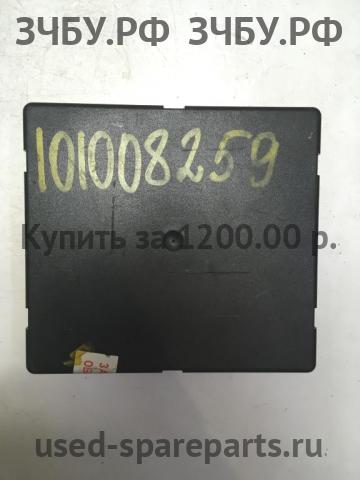 ЗЧБУ.РФ ЗЧБУ.РФ
101008259
Купить за 1200.00 р.
used-spareparts.ru